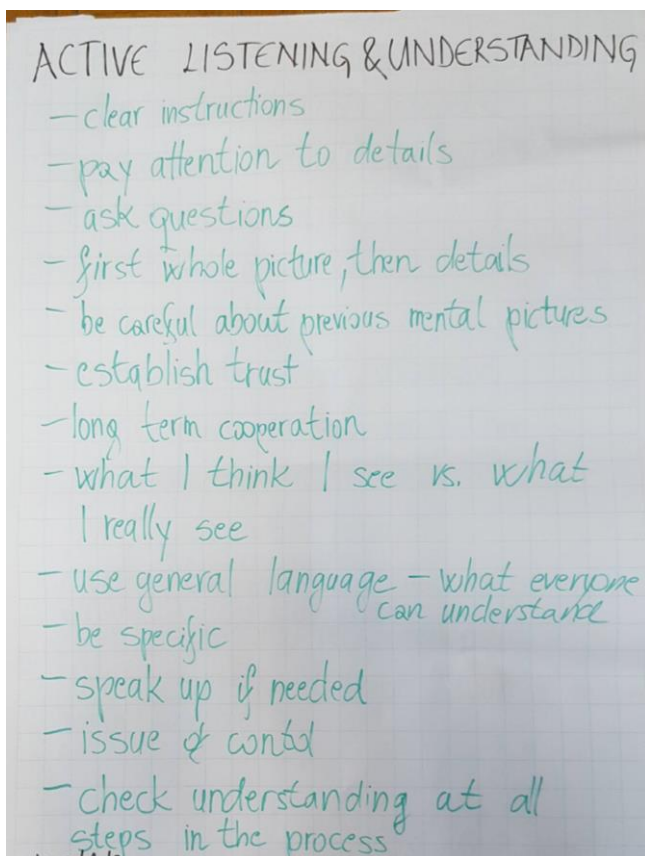 ACTIVE LISTENING & UNDERSTANDING
- clear instructions
- pay attention to details
- ask questions
- first whole picture, then details
- be careful about previous mental pictures
- establish trust
- long term cooperation
- what I think I see vs. what
I really see
- use general language - what everyone
can understand
- be specific
- speak up if needed
- issue of contol
- check understanding at all
steps in the process